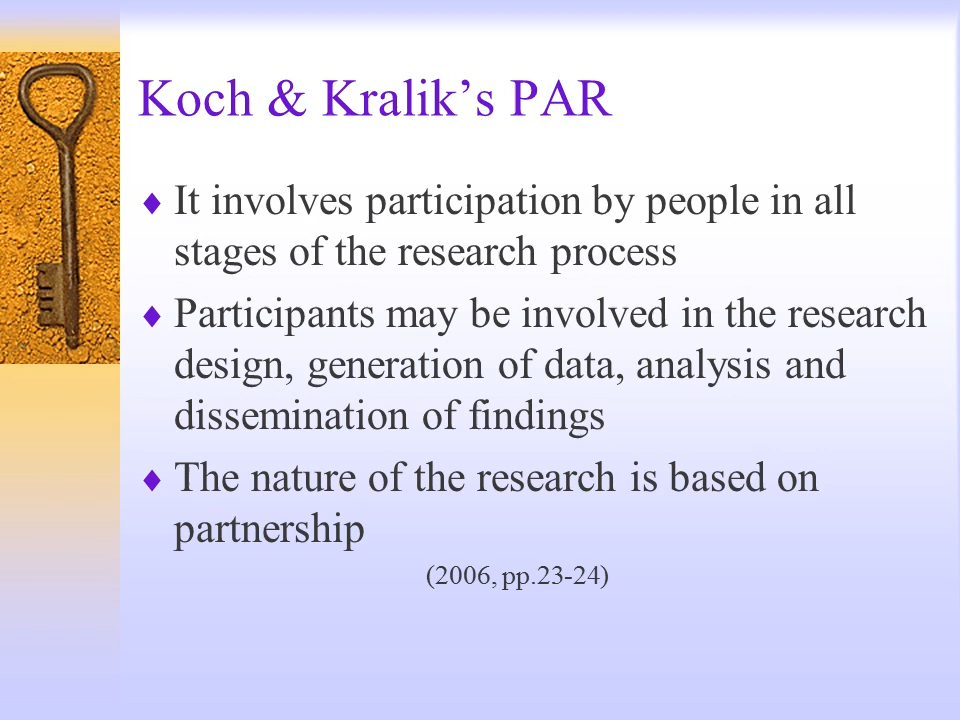 Koch & Kralik’s PAR
♦ It involves participation by people in all
stages of the research process
♦ Participants may be involved in the research
design, generation of data, analysis and
dissemination of findings
♦ The nature of the research is based on
partnership
(2006, pp.23-24)